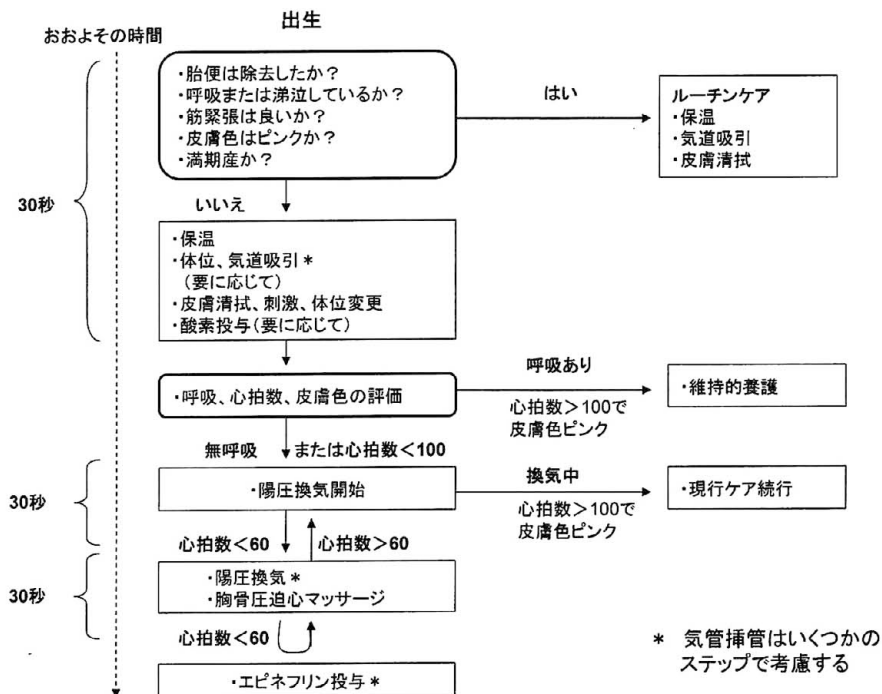 出生
おおよその時間
・胎便は除去したか？
・呼吸または涕泣しているか？
・筋緊張は良いか？
・皮膚色はピンクか？
・満期産か？
はい
ルーチンケア
・保温
・気道吸引
・皮膚清拭
30秒
いいえ
・保温
・体位、気道吸引＊
（要に応じて）
・皮膚清拭、刺激、体位変更
・酸素投与（要に応じて）
・呼吸、心拍数、皮膚色の評価
呼吸あり
心拍数＞100で
皮膚色ピンク
・維持的養護
無呼吸 または心拍数＜100
30秒
・陽圧換気開始
換気中
心拍数＞100で
皮膚色ピンク
・現行ケア続行
心拍数＜60 心拍数＞60
30秒
・陽圧換気＊
・胸骨圧迫心マッサージ
心拍数＜60
・エピネフリン投与＊
＊ 気管挿管はいくつかの
ステップで考慮する